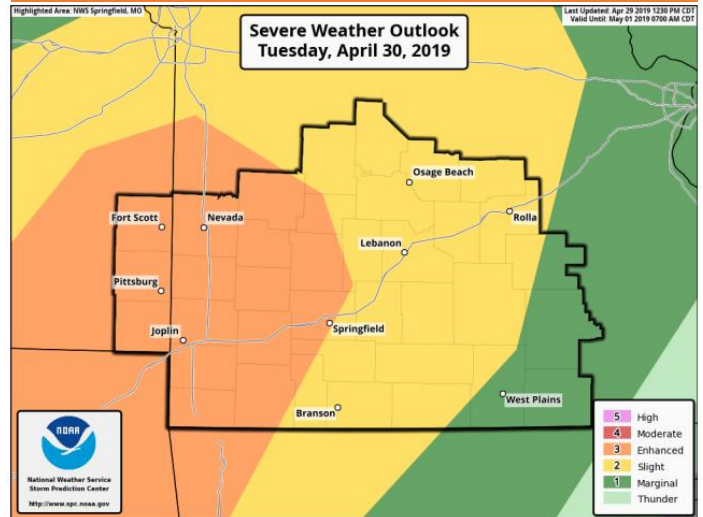 Highlighted Area: NWS Springfield, MO
Last Updated: Apr 29 2019 1230 PM CDT
Valid Until: May 01 2019 0700 AM CDT
Severe Weather Outlook
Tuesday, April 30, 2019
Osage Beach
Fort Scott
Nevada
Rolla
Lebanon
Pittsburg
Springfield
Joplin
Branson
West Plains
NOAA
National Weather Service
Storm Prediction Center
http://www.spc.noaa.gov
5 High
4 Moderate
3 Enhanced
2 Slight
1 Marginal
Thunder